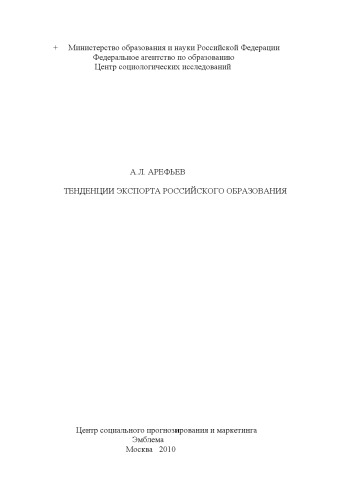 + Министерство образования и науки Российской Федерации
Федеральное агентство по образованию
Центр социологических исследований
А.Л. АРЕФЬЕВ
ТЕНДЕНЦИИ ЭКСПОРТА РОССИЙСКОГО ОБРАЗОВАНИЯ
Центр социального прогнозирования и маркетинга
Эмблема
Москва 2010